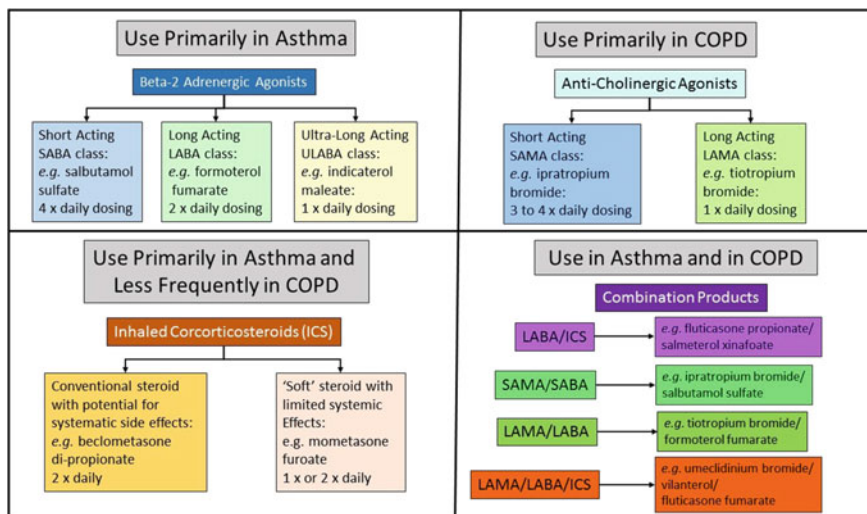 Use Primarily in Asthma
Beta-2 Adrenergic Agonists
Short Acting
SABA class:
e.g. salbutamol
sulfate
4 x daily dosing
Long Acting
LABA class:
e.g. formoterol
fumarate
2 x daily dosing
Ultra-Long Acting
ULABA class:
e.g. indicaterol
maleate:
1 x daily dosing
Use Primarily in COPD
Anti-Cholinergic Agonists
Short Acting
SAMA class:
e.g. ipratropium
bromide:
3 to 4 x daily dosing
Long Acting
LAMA class:
e.g. tiotropium
bromide:
1 x daily dosing
Use Primarily in Asthma and
Less Frequently in COPD
Inhaled Corcorticosteroids (ICS)
Conventional steroid
with potential for
systematic side effects:
e.g. beclometasone
di-propionate
2 x daily
‘Soft’ steroid with
limited systemic
Effects:
e.g. mometasone
furoate
1 x or 2 x daily
Use in Asthma and in COPD
Combination Products
LABA/ICS
e.g. fluticasone propionate/
salmeterol xinafoate
SAMA/SABA
e.g. ipratropium bromide/
salbutamol sulfate
LAMA/LABA
e.g. tiotropium bromide/
formoterol fumarate
LAMA/LABA/ICS
e.g. umeclidinium bromide/
vilanterol/
fluticasone fumarate